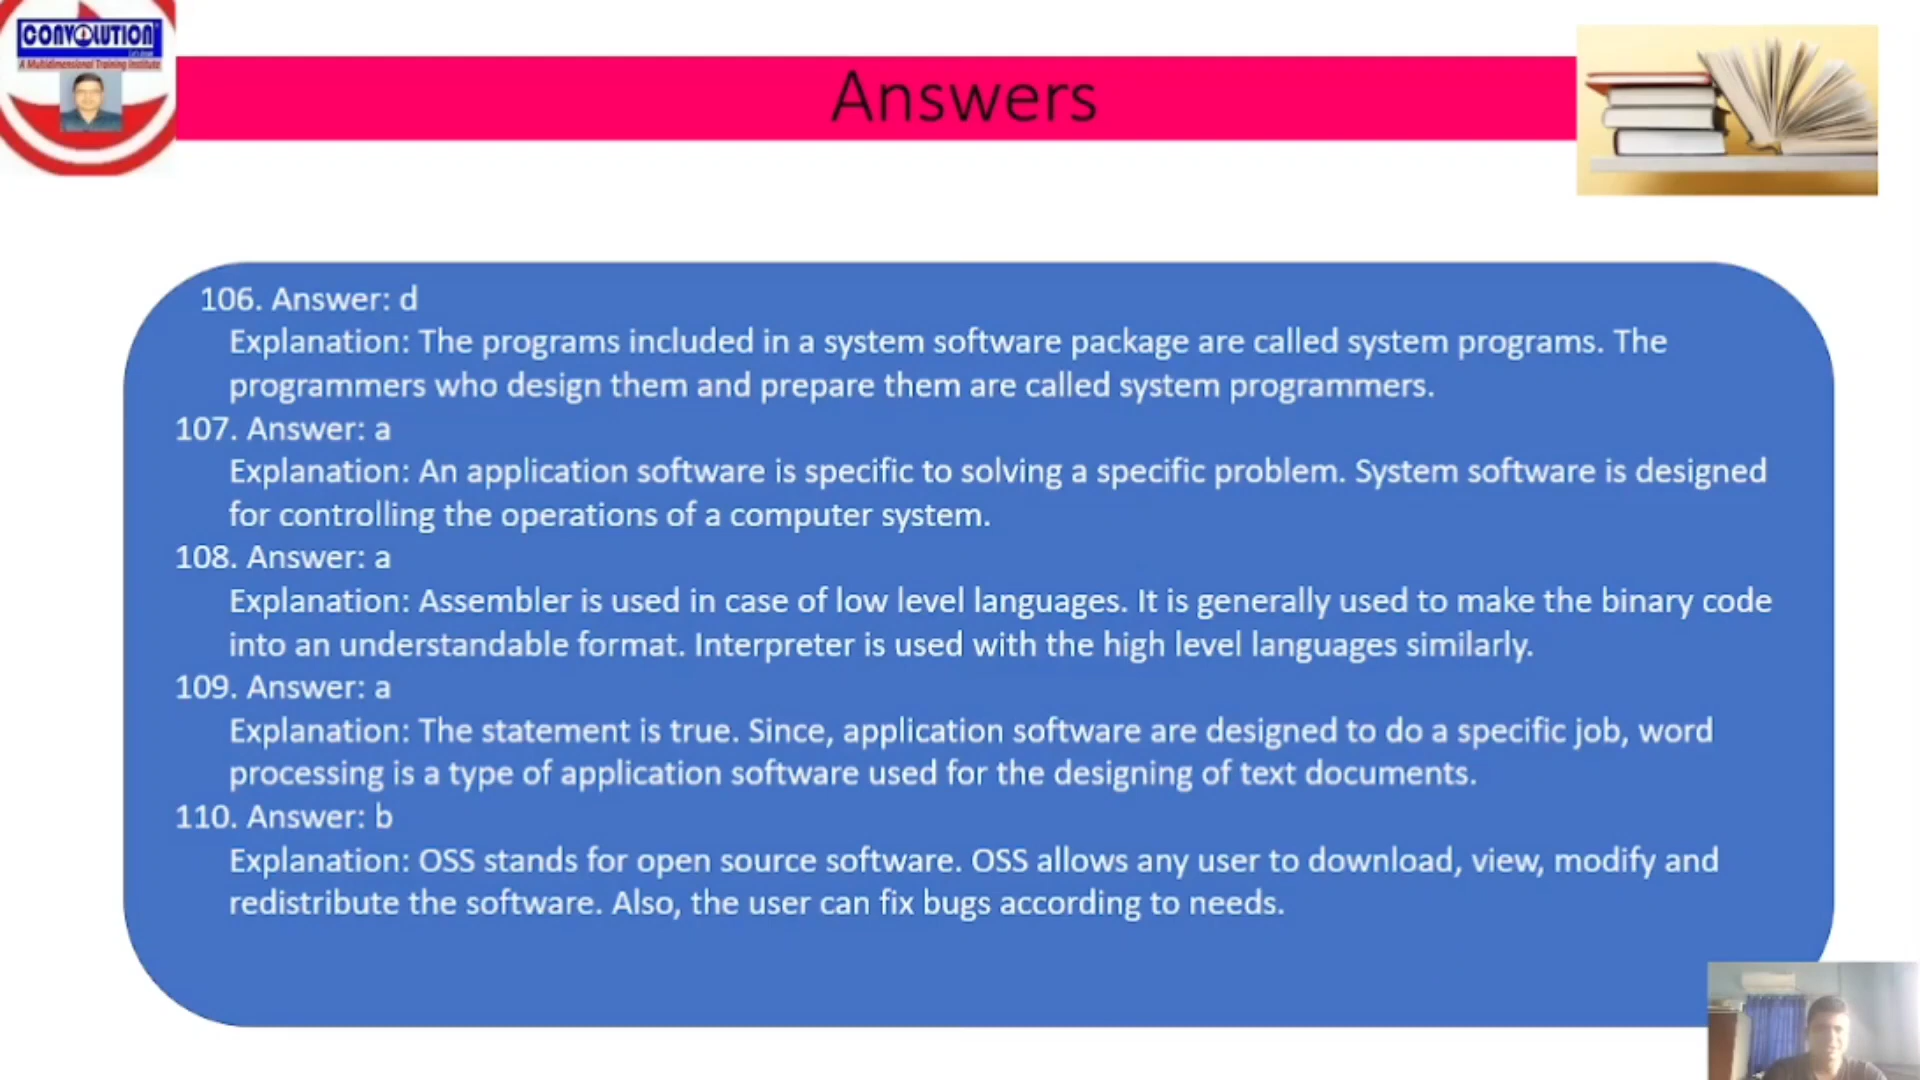 CONVOLUTION
A Multidimensional Training Institute
Answers
106. Answer: d
Explanation: The programs included in a system software package are called system programs. The
programmers who design them and prepare them are called system programmers.
107. Answer: a
Explanation: An application software is specific to solving a specific problem. System software is designed
for controlling the operations of a computer system.
108. Answer: a
Explanation: Assembler is used in case of low level languages. It is generally used to make the binary code
into an understandable format. Interpreter is used with the high level languages similarly.
109. Answer: a
Explanation: The statement is true. Since, application software are designed to do a specific job, word
processing is a type of application software used for the designing of text documents.
110. Answer: b
Explanation: OSS stands for open source software. OSS allows any user to download, view, modify and
redistribute the software. Also, the user can fix bugs according to needs.